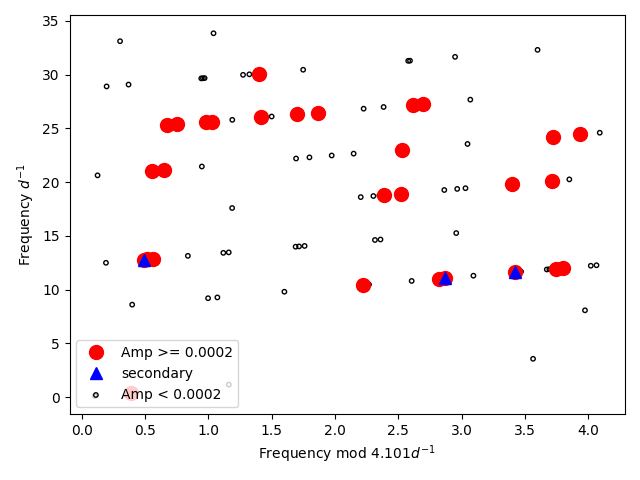 35
30
25
20
15
10
5
0
Frequency d⁻¹
Amp >= 0.0002
secondary
Amp < 0.0002
0.0 0.5 1.0 1.5 2.0 2.5 3.0 3.5 4.0
Frequency mod 4.101d⁻¹